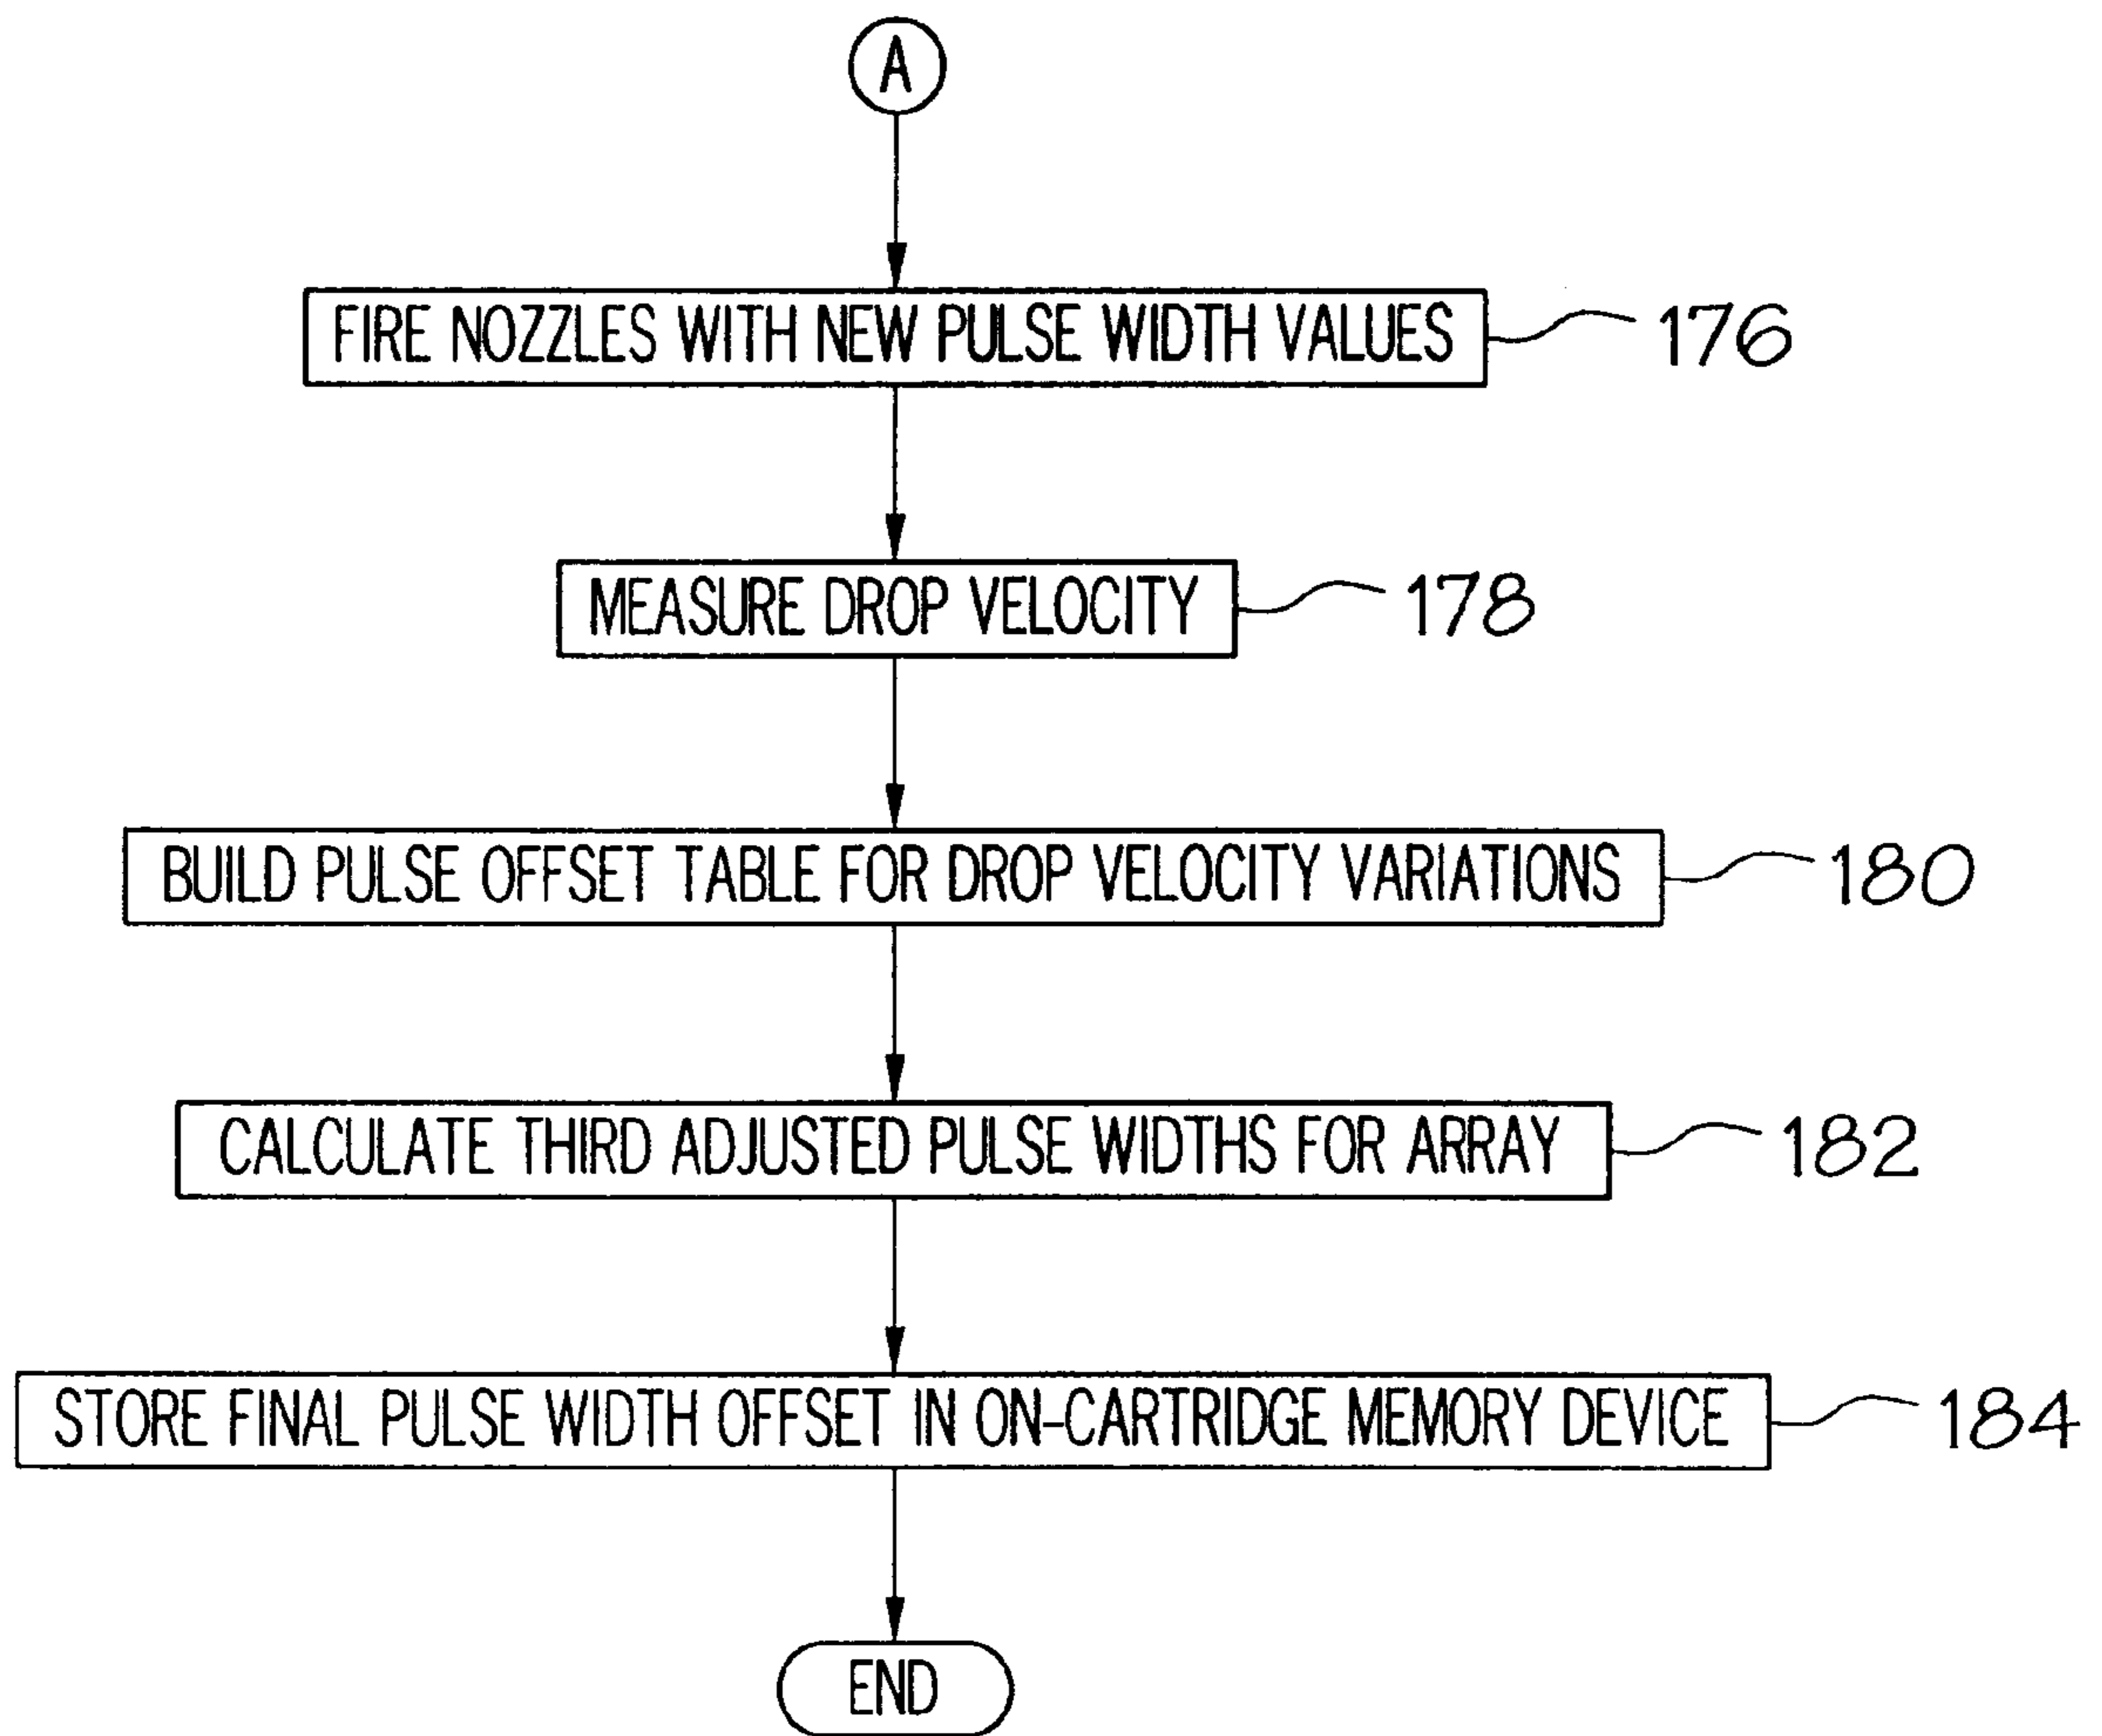 A
FIRE NOZZLES WITH NEW PULSE WIDTH VALUES 176
MEASURE DROP VELOCITY 178
BUILD PULSE OFFSET TABLE FOR DROP VELOCITY VARIATIONS 180
CALCULATE THIRD ADJUSTED PULSE WIDTHS FOR ARRAY 182
STORE FINAL PULSE WIDTH OFFSET IN ON-CARTRIDGE MEMORY DEVICE 184
END